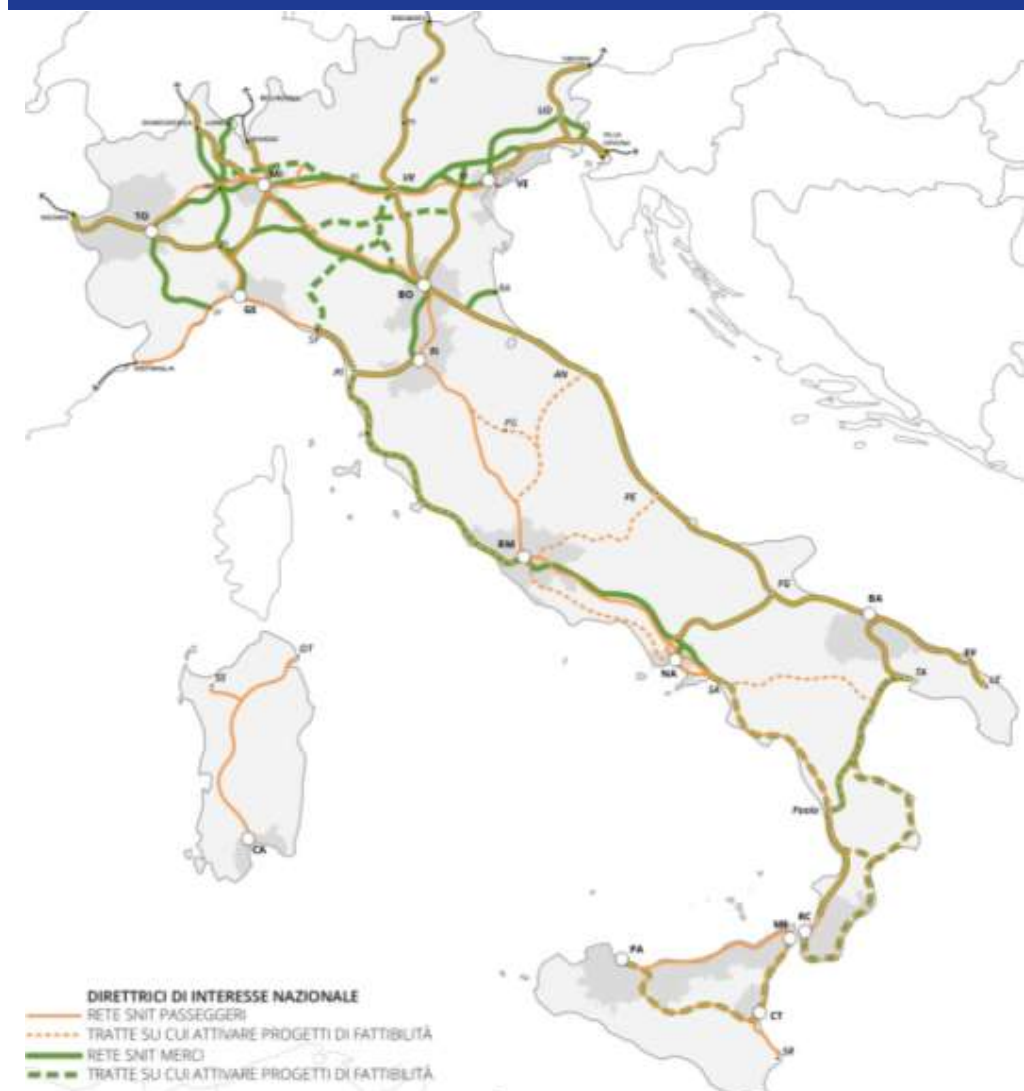 UD
MI
VR
VE
TO
BO
RA
GE
SP
FI
AN
PG
PE
RM
FG
BA
NA
BR
OT
TA
LE
SS
SA
Paola
CA
ME RC
PA
CT
SR
DIRETTRICI DI INTERESSE NAZIONALE
RETE SNIT PASSEGGERI
TRATTE SU CUI ATTIVARE PROGETTI DI FATTIBILITÀ
RETE SNIT MERCI
TRATTE SU CUI ATTIVARE PROGETTI DI FATTIBILITÀ